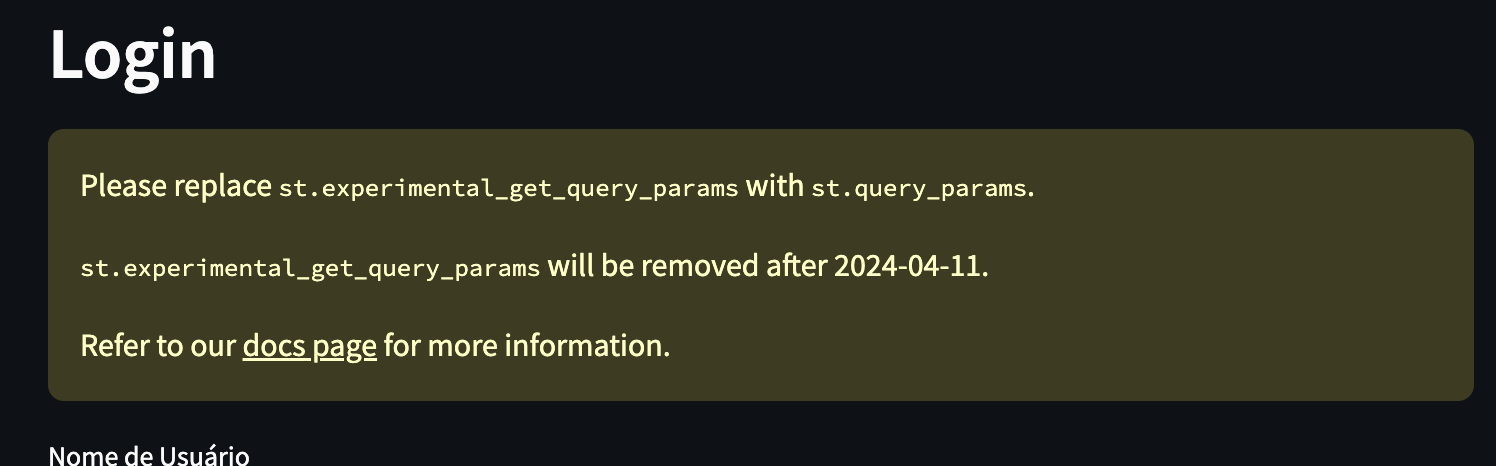 Login
Please replace st.experimental_get_query_params with st.query_params.
st.experimental_get_query_params will be removed after 2024-04-11.
Refer to our docs page for more information.
Nome de Usuário